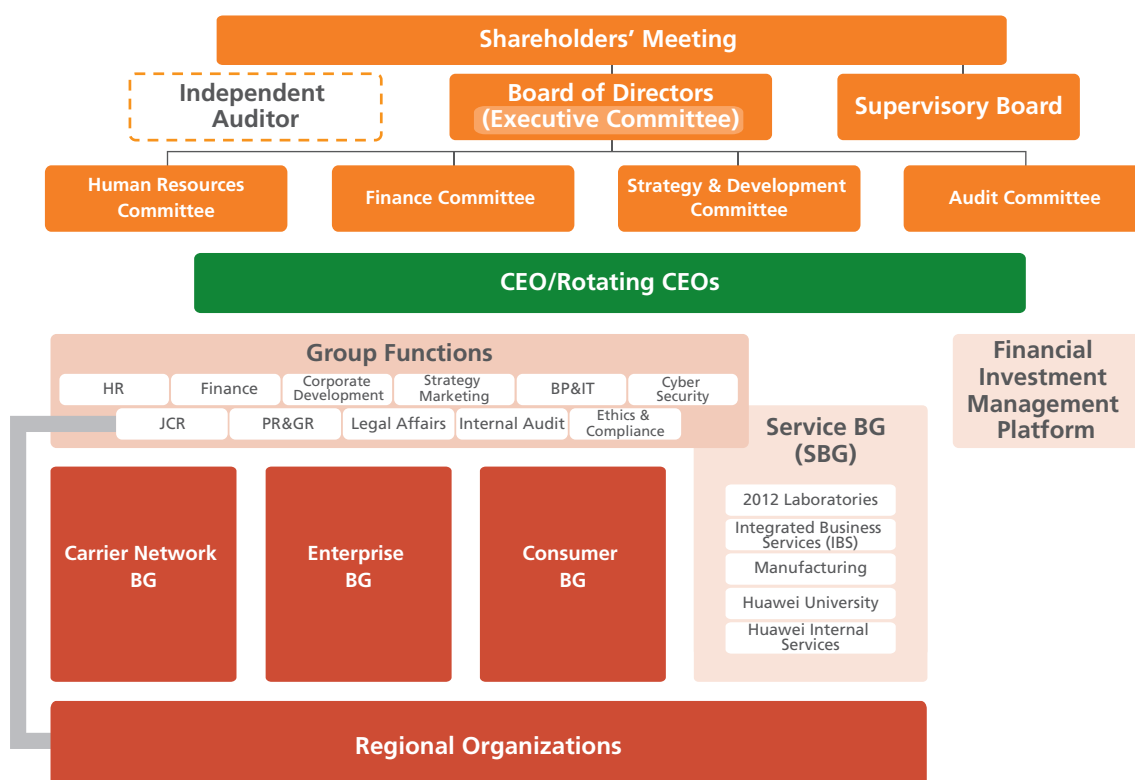 Shareholders’ Meeting
Independent
Auditor
Board of Directors
(Executive Committee)
Supervisory Board
Human Resources
Committee
Finance Committee
Strategy & Development
Committee
Audit Committee
CEO/Rotating CEOs
Group Functions
HR
Finance
Corporate
Development
Strategy
Marketing
BP&IT
Cyber
Security
JCR
PR&GR
Legal Affairs
Internal Audit
Ethics &
Compliance
Financial
Investment
Management
Platform
Service BG
(SBG)
2012 Laboratories
Integrated Business
Services (IBS)
Manufacturing
Huawei University
Huawei Internal
Services
Carrier Network
BG
Enterprise
BG
Consumer
BG
Regional Organizations